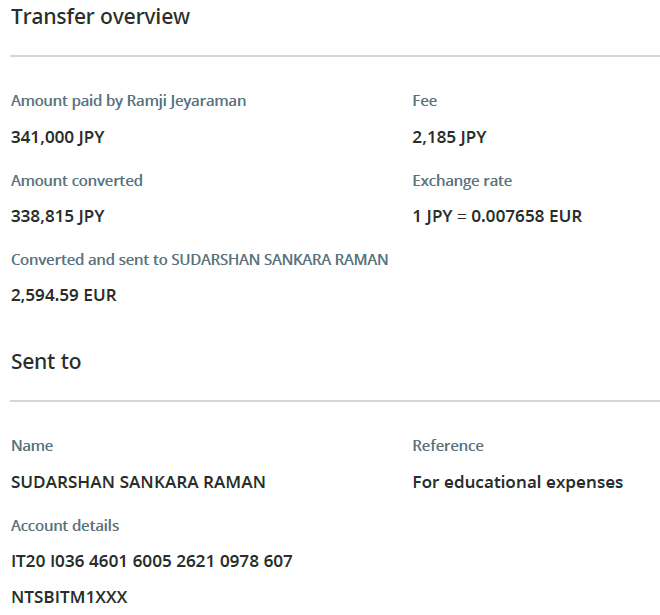 Transfer overview
Amount paid by Ramji Jeyaraman
Fee
341,000 JPY
2,185 JPY
Amount converted
Exchange rate
338,815 JPY
1 JPY = 0.007658 EUR
Converted and sent to SUDARSHAN SANKARA RAMAN
2,594.59 EUR
Sent to
Name
Reference
SUDARSHAN SANKARA RAMAN
For educational expenses
Account details
IT20 I036 4601 6005 2621 0978 607
NTSBITM1XXX